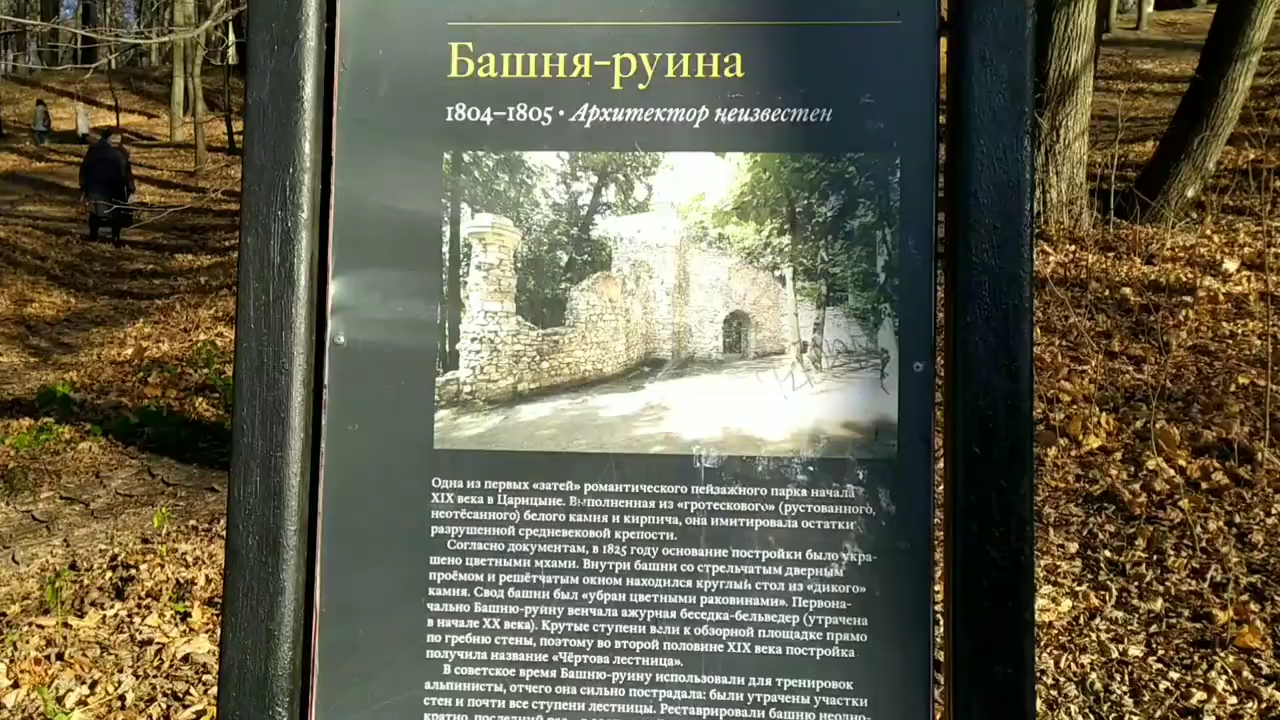 Башня-руина
1804–1805 • Архитектор неизвестен
Одна из первых «затей» романтического пейзажного парка начала
XIX века в Царицыне. Выполненная из «гротескового» (рустованного,
неотёсанного) белого камня и кирпича, она имитировала остатки
разрушенной средневековой крепости.
Согласно документам, в 1825 году основание постройки было укра-
шено цветными мхами. Внутри башни со стрельчатым дверным
проёмом и решётчатым окном находился круглый стол из «дикого»
камня. Свод башни был «убран цветными раковинами». Первона-
чально Башню-руину венчала ажурная беседка-бельведер (утрачена
в начале XX века). Крутые ступени вели к обзорной площадке прямо
по гребню стены, поэтому во второй половине XIX века постройка
получила название «Чёртова лестница».
В советское время Башню-руину использовали для тренировок
альпинисты, отчего она сильно пострадала: были утрачены участки
стен и почти все ступени лестницы. Реставрировали башню неодно-
кратно, последний раз